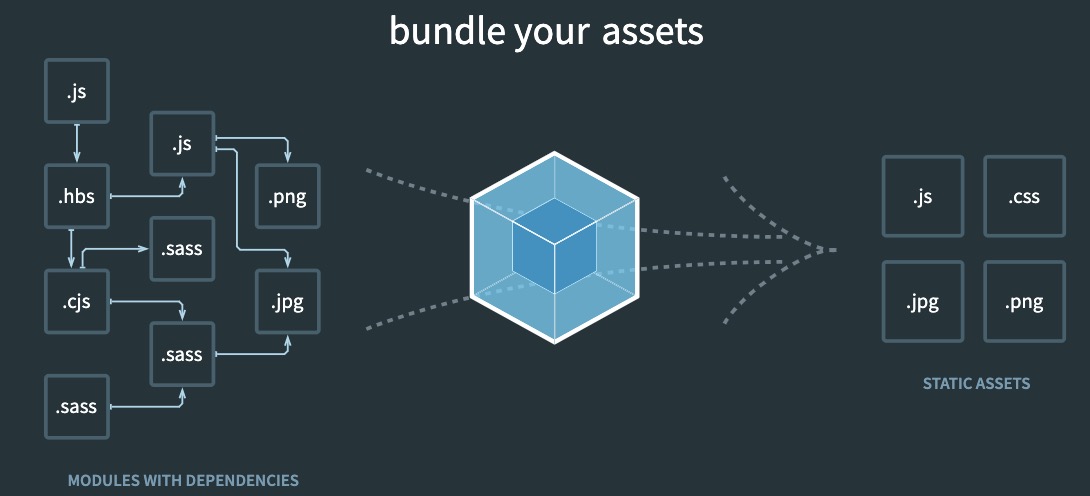 bundle your assets
.js
.js
.hbs
.png
.sass
.cjs
.jpg
.sass
.sass
MODULES WITH DEPENDENCIES
.js
.css
.jpg
.png
STATIC ASSETS